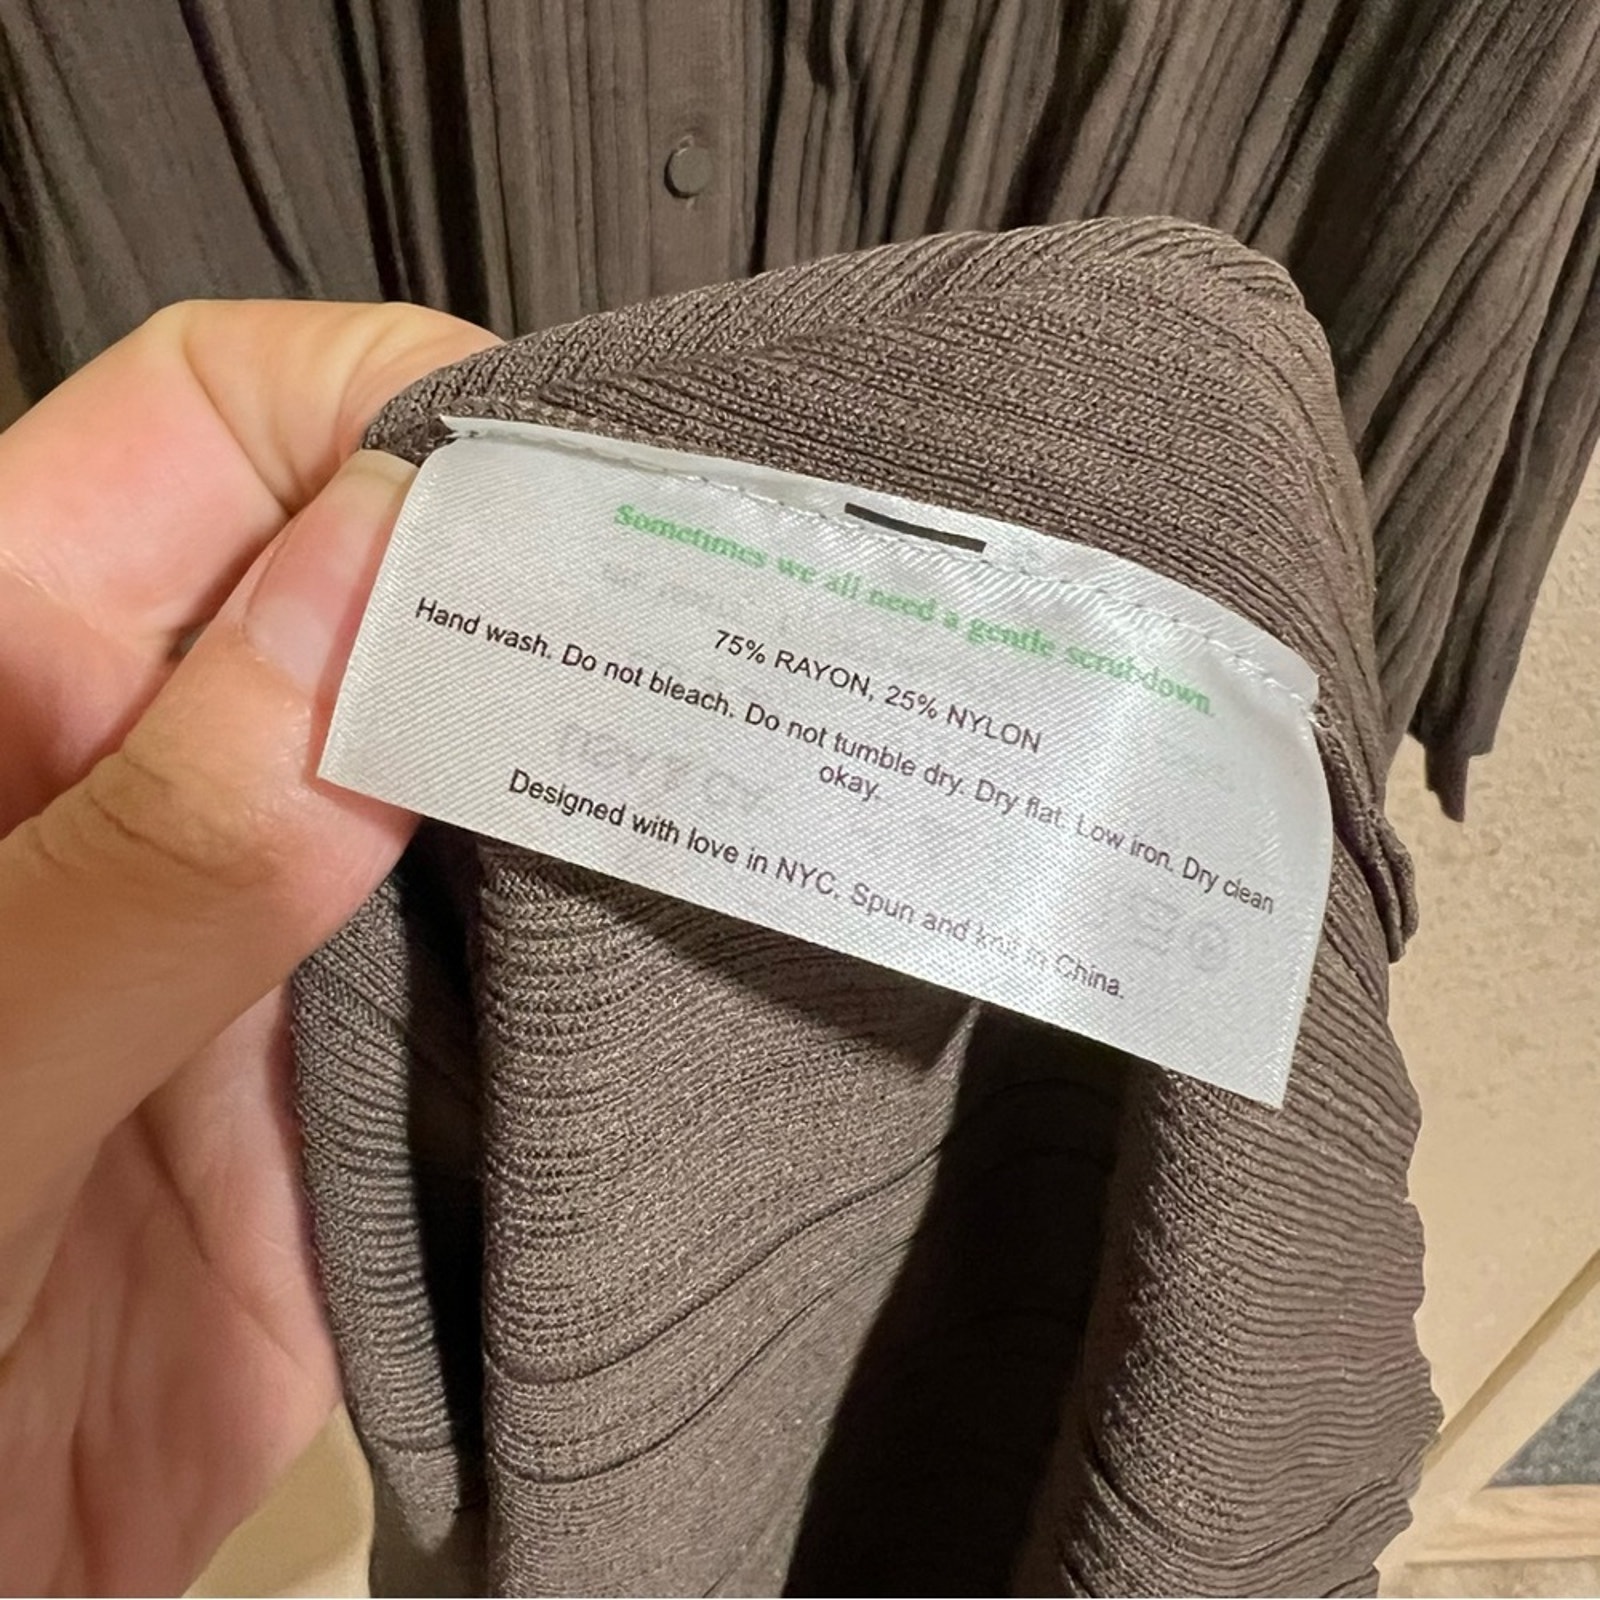 Sometimes we all need a gentle scrub-down.
75% RAYON, 25% NYLON
Hand wash. Do not bleach. Do not tumble dry. Dry flat. Low iron. Dry clean
okay.
Designed with love in NYC, Spun and knit in China.